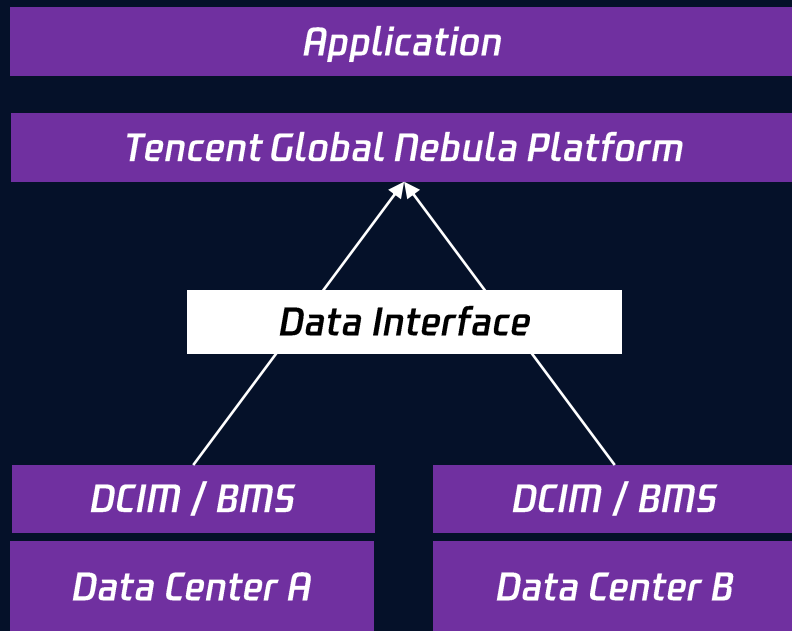 Application
Tencent Global Nebula Platform
Data Interface
DCIM / BMS
DCIM / BMS
Data Center A
Data Center B